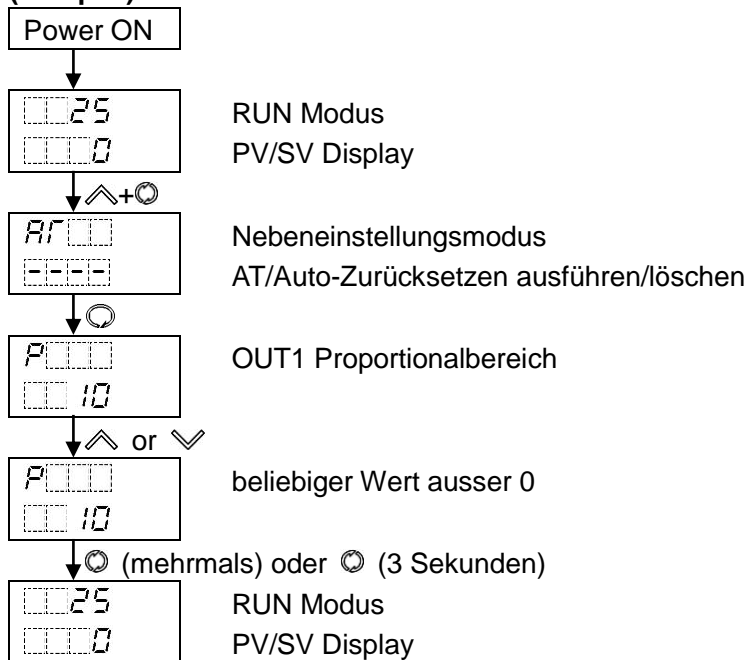 Power ON
25
0
RUN Modus
PV/SV Display
+
AT
----
Nebeneinstellungsmodus
AT/Auto-Zurücksetzen ausführen/löschen
P
10
OUT1 Proportionalbereich
or
P
10
beliebiger Wert ausser 0
(mehrmals) oder (3 Sekunden)
25
0
RUN Modus
PV/SV Display